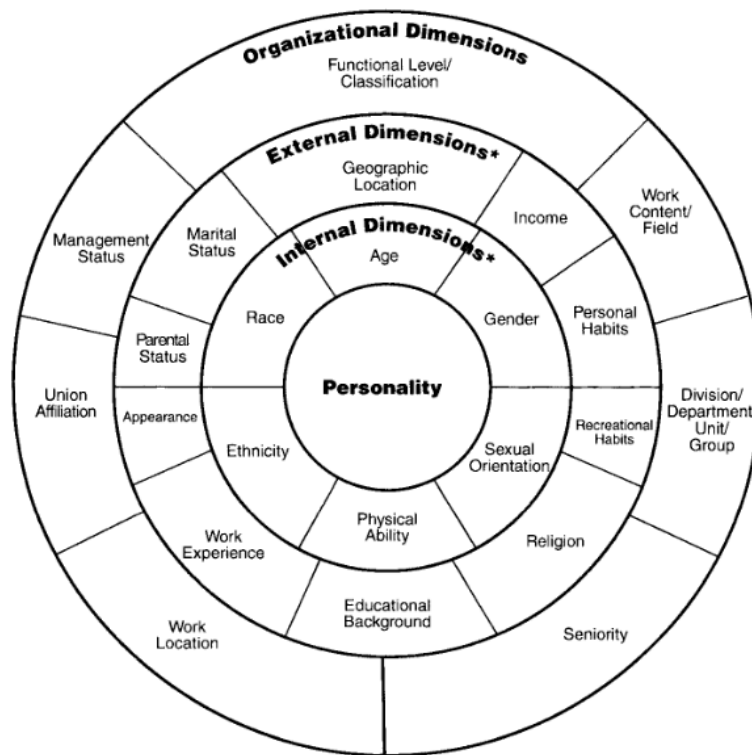 Organizational Dimensions
Functional Level/
Classification
External Dimensions*
Geographic
Location
Income
Work
Content/
Field
Management
Status
Marital
Status
Internal Dimensions*
Age
Race
Gender
Personal
Habits
Parental
Status
Personality
Union
Affiliation
Appearance
Ethnicity
Sexual
Orientation
Recreational
Habits
Division/
Department
Unit/
Group
Physical
Ability
Work
Experience
Religion
Educational
Background
Work
Location
Seniority